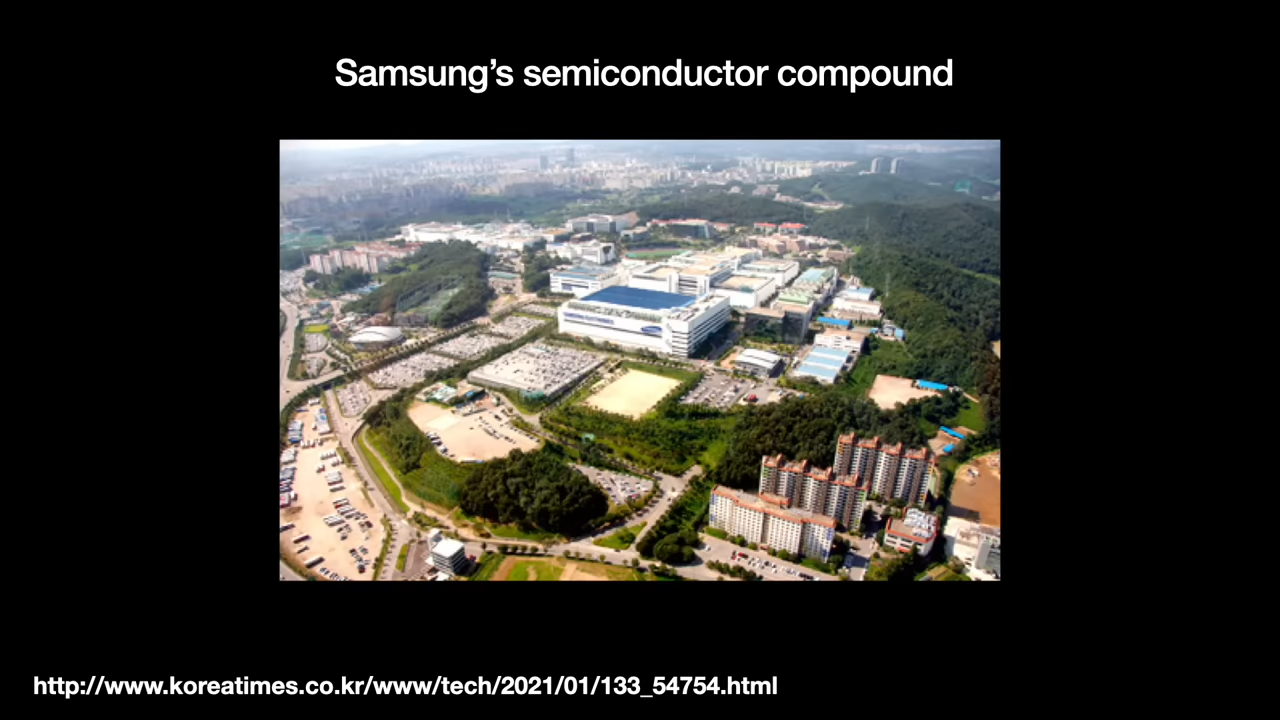 Samsung’s semiconductor compound
http://www.koreatimes.co.kr/www/tech/2021/01/133_54754.html